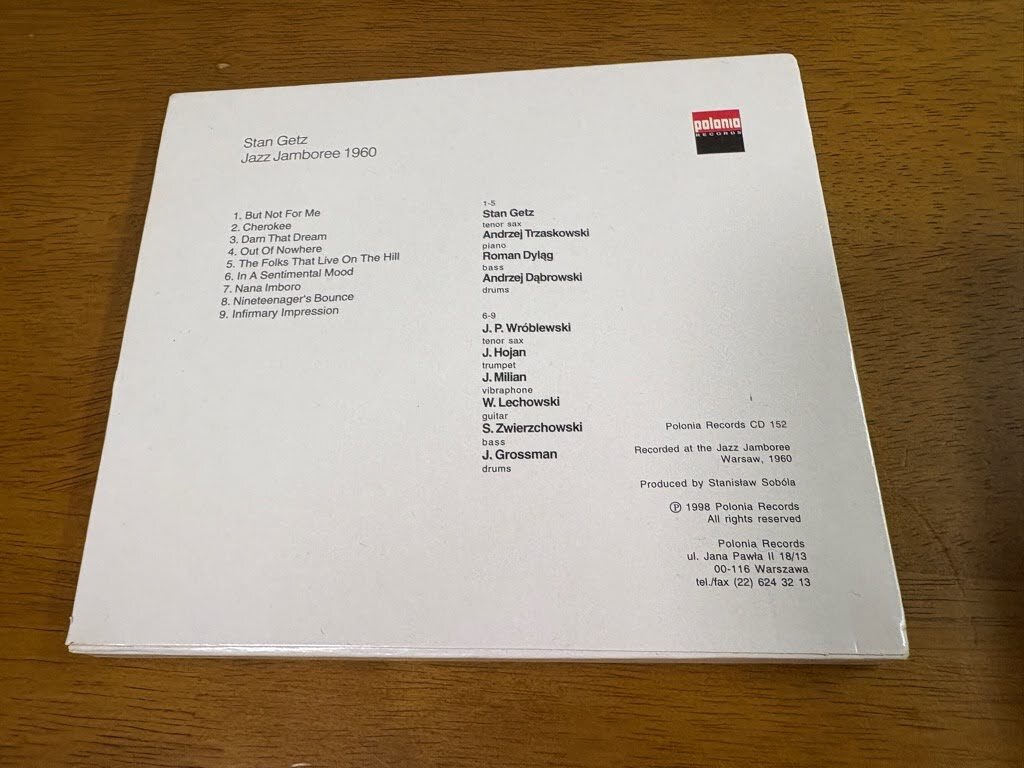 Stan Getz
Jazz Jamboree 1960
polonia
RECORDS
1. But Not For Me
2. Cherokee
3. Darn That Dream
4. Out Of Nowhere
5. The Folks That Live On The Hill
6. In A Sentimental Mood
7. Nana Imboro
8. Nineteenager's Bounce
9. Infirmary Impression
1-5
Stan Getz
tenor sax
Andrzej Trzaskowski
piano
Roman Dyląg
bass
Andrzej Dąbrowski
drums
6-9
J. P. Wróblewski
tenor sax
J. Hojan
trumpet
J. Milian
vibraphone
W. Lechowski
guitar
S. Zwierzchowski
bass
J. Grossman
drums
Polonia Records CD 152
Recorded at the Jazz Jamboree
Warsaw, 1960
Produced by Stanisław Sobóla
Ⓟ 1998 Polonia Records
All rights reserved
Polonia Records
ul. Jana Pawła II 18/13
00-116 Warszawa
tel./fax (22) 624 32 13